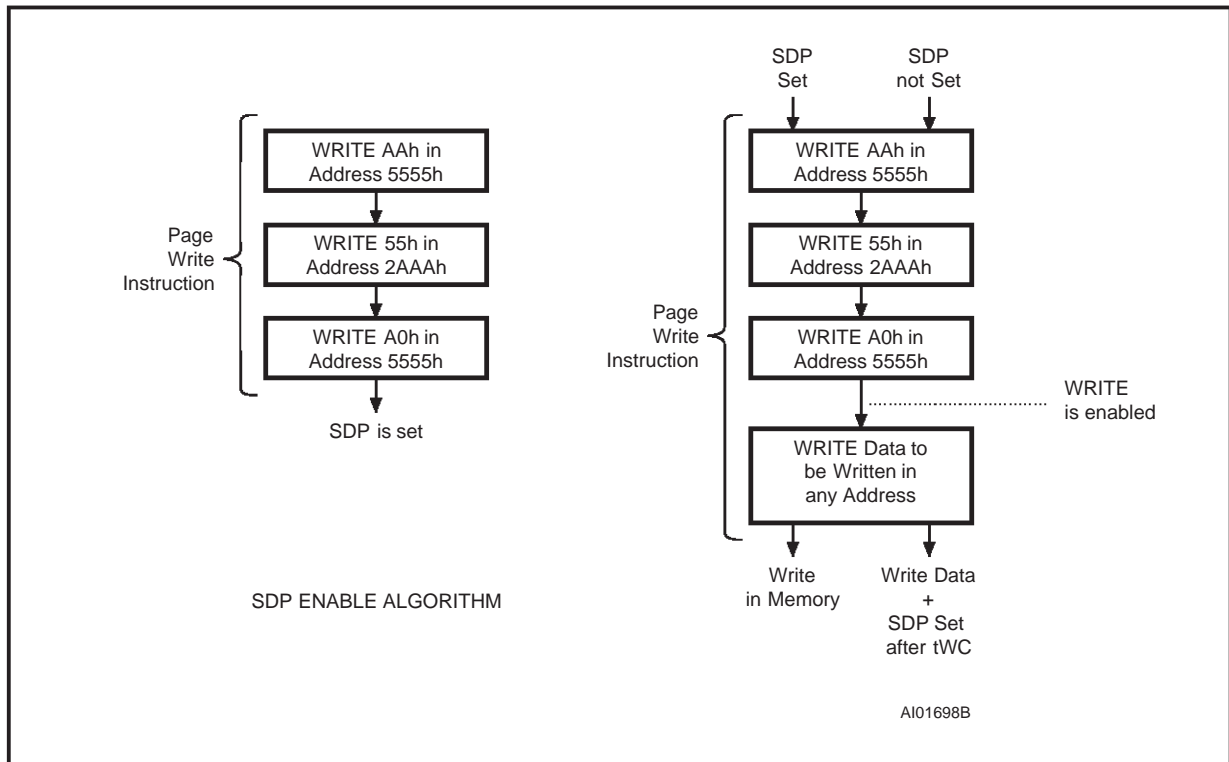 WRITE AAh in
Address 5555h
Page
Write
Instruction
WRITE 55h in
Address 2AAAh
WRITE A0h in
Address 5555h
SDP is set
SDP ENABLE ALGORITHM
SDP
Set
SDP
not Set
WRITE AAh in
Address 5555h
WRITE 55h in
Address 2AAAh
Page
Write
Instruction
WRITE A0h in
Address 5555h
WRITE
is enabled
WRITE Data to
be Written in
any Address
Write
in Memory
Write Data
+
SDP Set
after tWC
AI01698B